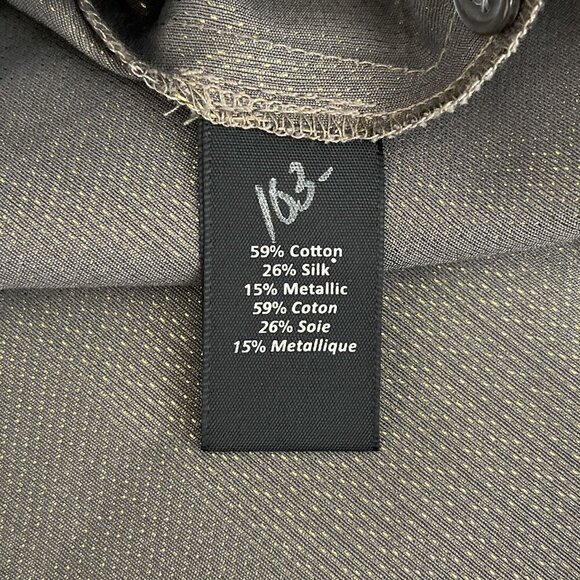 163-
59% Cotton
26% Silk
15% Metallic
59% Coton
26% Soie
15% Metallique